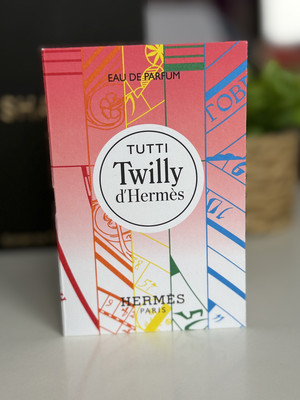 EAU DE PARFUM
TUTTI
Twilly
d'Hermès
HERMÈS
PARIS